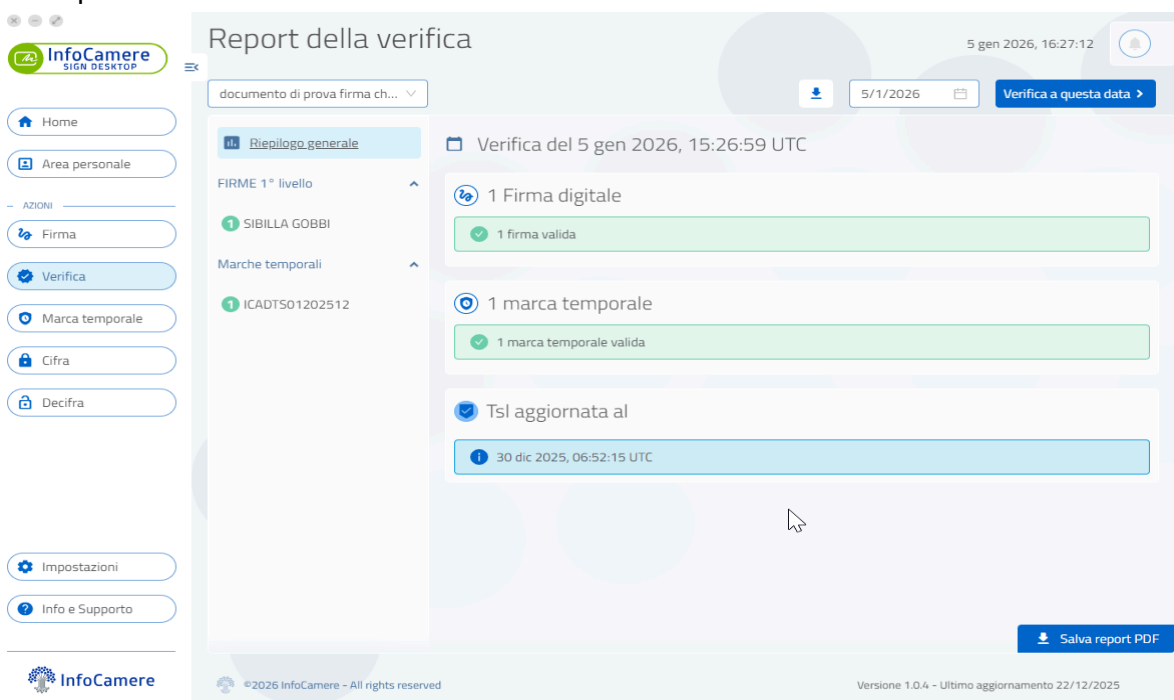 InfoCamere
SIGN DESKTOP
Home
Area personale
AZIONI
Firma
Verifica
Marca temporale
Cifra
Decifra
Impostazioni
Info e Supporto
InfoCamere
Report della verifica
5 gen 2026, 16:27:12
documento di prova firma ch...
5/1/2026
Verifica a questa data
Riepilogo generale
FIRME 1° livello
1 SIBILLA GOBBI
Marche temporali
1 ICADTS01202512
Verifica del 5 gen 2026, 15:26:59 UTC
1 Firma digitale
1 firma valida
1 marca temporale
1 marca temporale valida
Tsl aggiornata al
30 dic 2025, 06:52:15 UTC
Salva report PDF
©2026 InfoCamere - All rights reserved
Versione 1.0.4 - Ultimo aggiornamento 22/12/2025